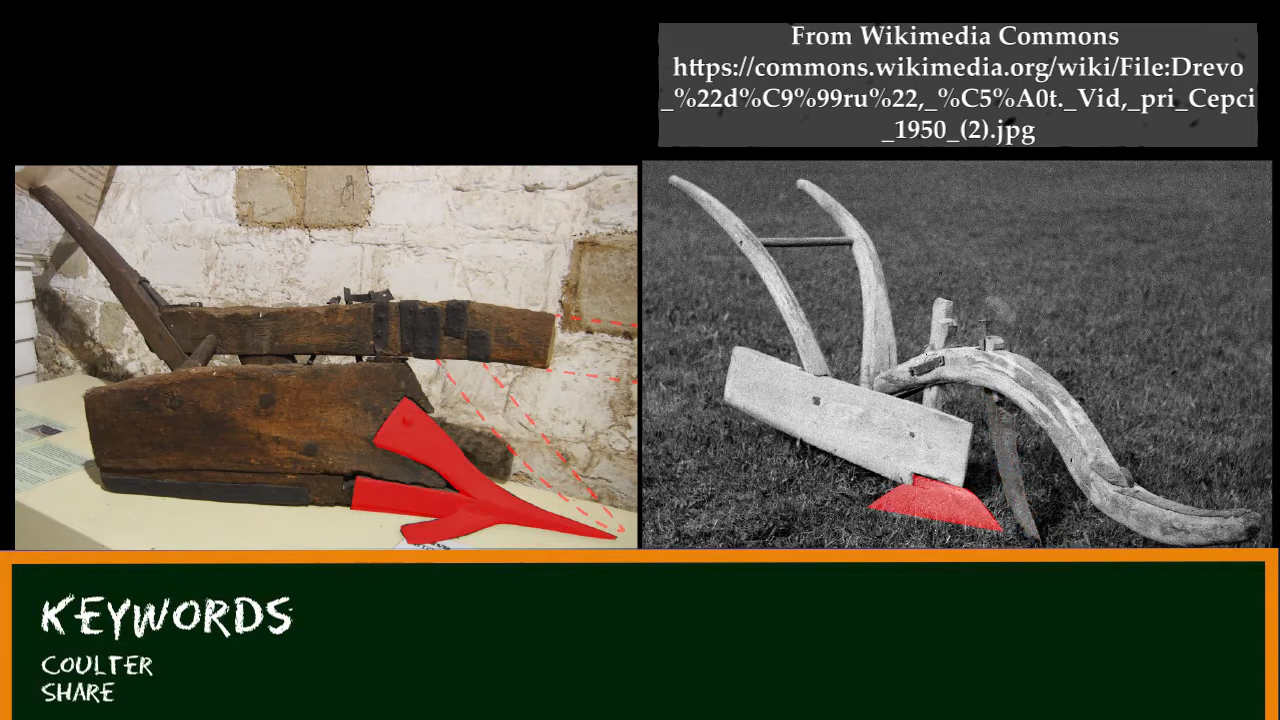 From Wikimedia Commons
https://commons.wikimedia.org/wiki/File:Drevo
_%22d%C9%99ru%22,_%C5%A0t._Vid,_pri_Cepci
_1950_(2).jpg
KEYWORDS
COULTER
SHARE